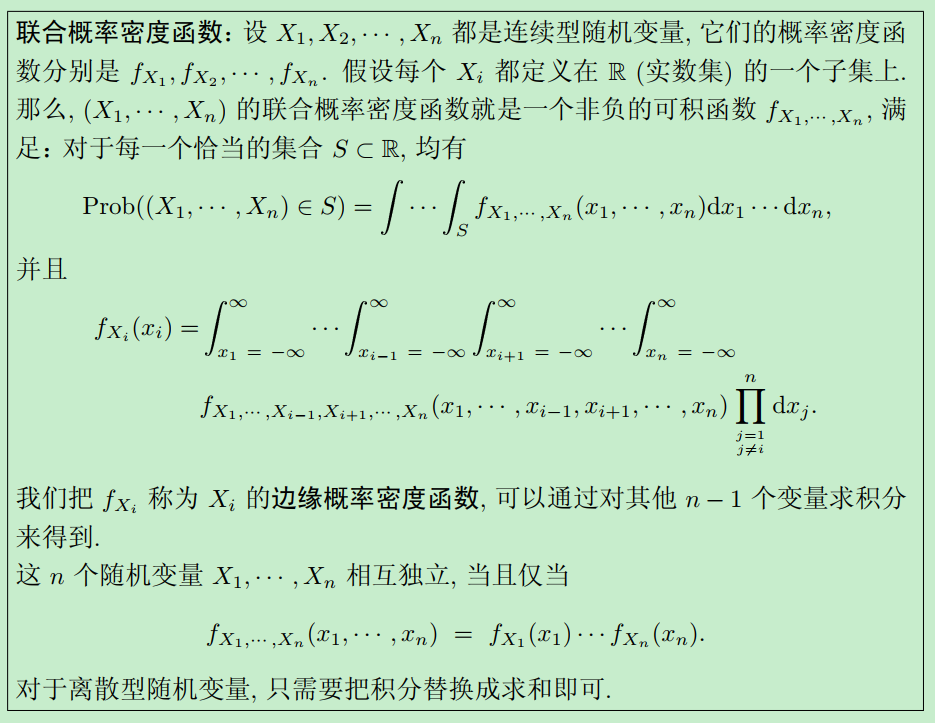 联合概率密度函数: 设 $X_1, X_2, \cdots, X_n$ 都是连续型随机变量, 它们的概率密度函
数分别是 $f_{X_1}, f_{X_2}, \cdots, f_{X_n}$. 假设每个 $X_i$ 都定义在 $\mathbb{R}$ (实数集) 的一个子集上.
那么, $(X_1, \cdots, X_n)$ 的联合概率密度函数就是一个非负的可积函数 $f_{X_1,\cdots,X_n}$, 满
足: 对于每一个恰当的集合 $S \subset \mathbb{R}$, 均有
$\mathrm{Prob}((X_1, \cdots, X_n) \in S) = \int \cdots \int_S f_{X_1,\cdots,X_n}(x_1, \cdots, x_n)\mathrm{d}x_1 \cdots \mathrm{d}x_n,$
并且
$f_{X_i}(x_i) = \int_{x_1=-\infty}^{\infty} \cdots \int_{x_{i-1}=-\infty}^{\infty} \int_{x_{i+1}=-\infty}^{\infty} \cdots \int_{x_n=-\infty}^{\infty}$
$f_{X_1,\cdots,X_{i-1},X_{i+1},\cdots,X_n}(x_1, \cdots, x_{i-1}, x_{i+1}, \cdots, x_n) \prod_{\substack{j=1 \\ j \neq i}}^{n} \mathrm{d}x_j.$
我们把 $f_{X_i}$ 称为 $X_i$ 的边缘概率密度函数, 可以通过对其他 $n-1$ 个变量求积分
来得到.
这 $n$ 个随机变量 $X_1, \cdots, X_n$ 相互独立, 当且仅当
$f_{X_1,\cdots,X_n}(x_1, \cdots, x_n) = f_{X_1}(x_1) \cdots f_{X_n}(x_n).$
对于离散型随机变量, 只需要把积分替换成求和即可.